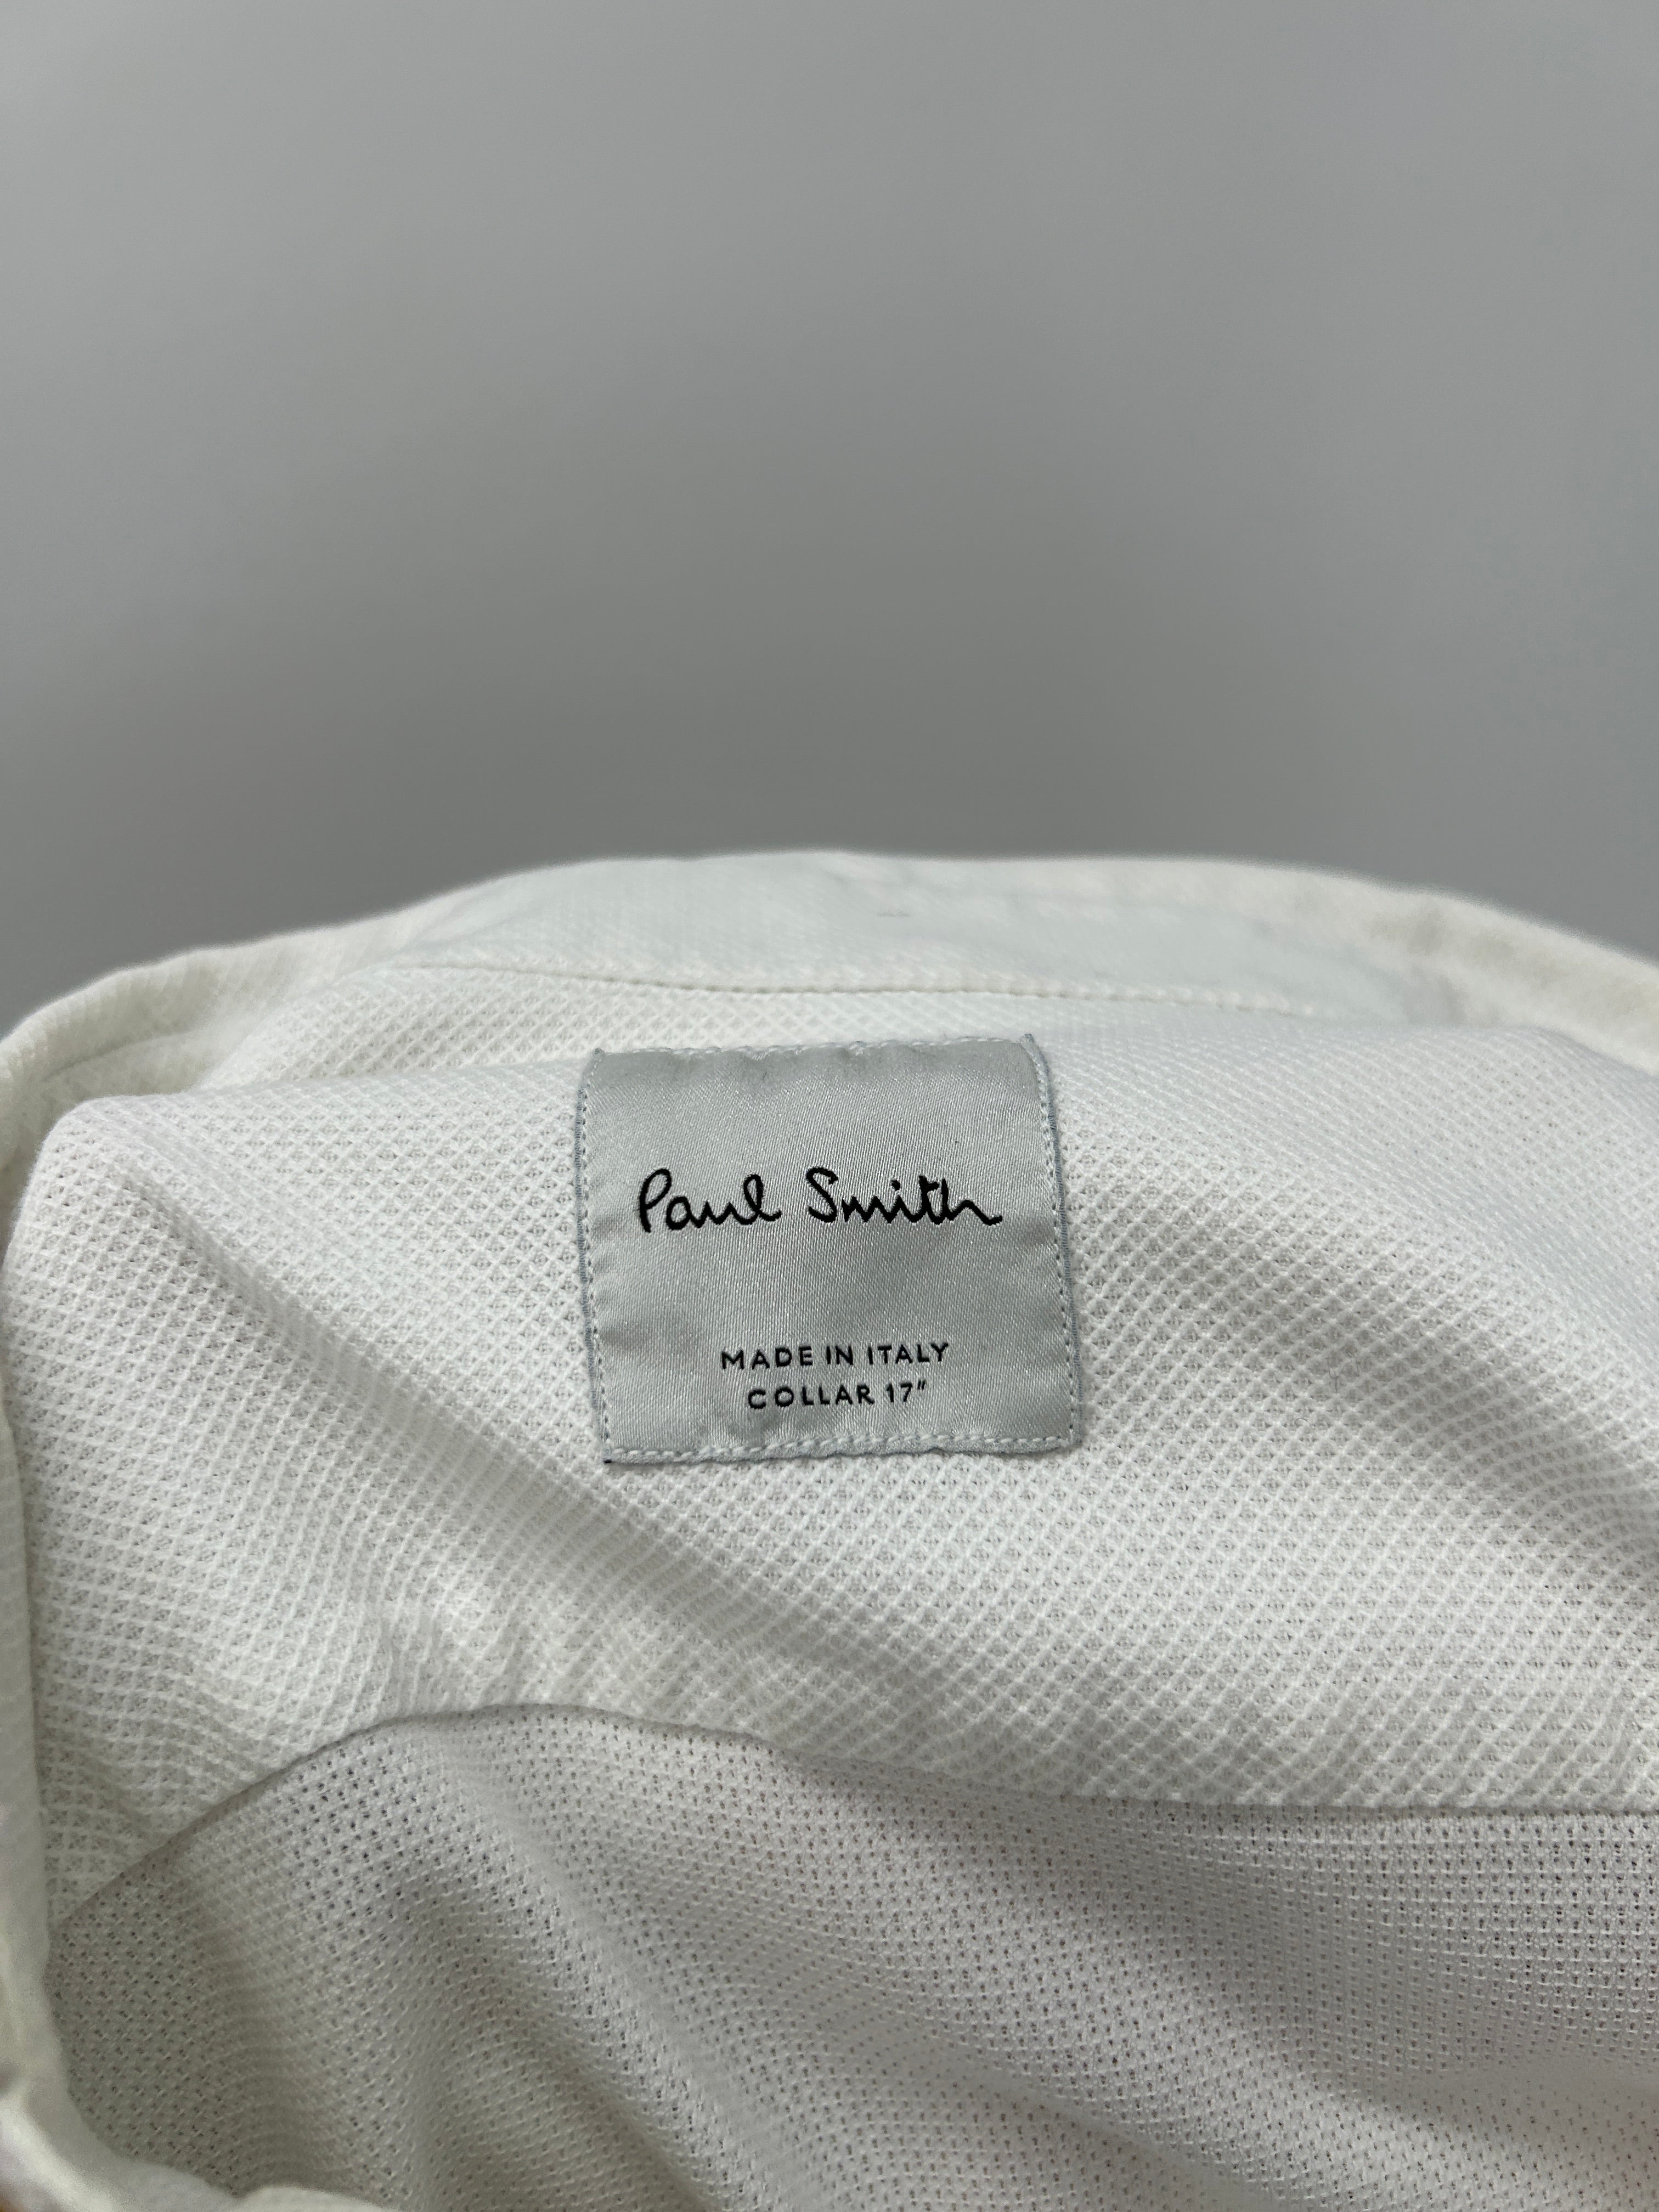 Paul Smith
MADE IN ITALY
COLLAR 17"